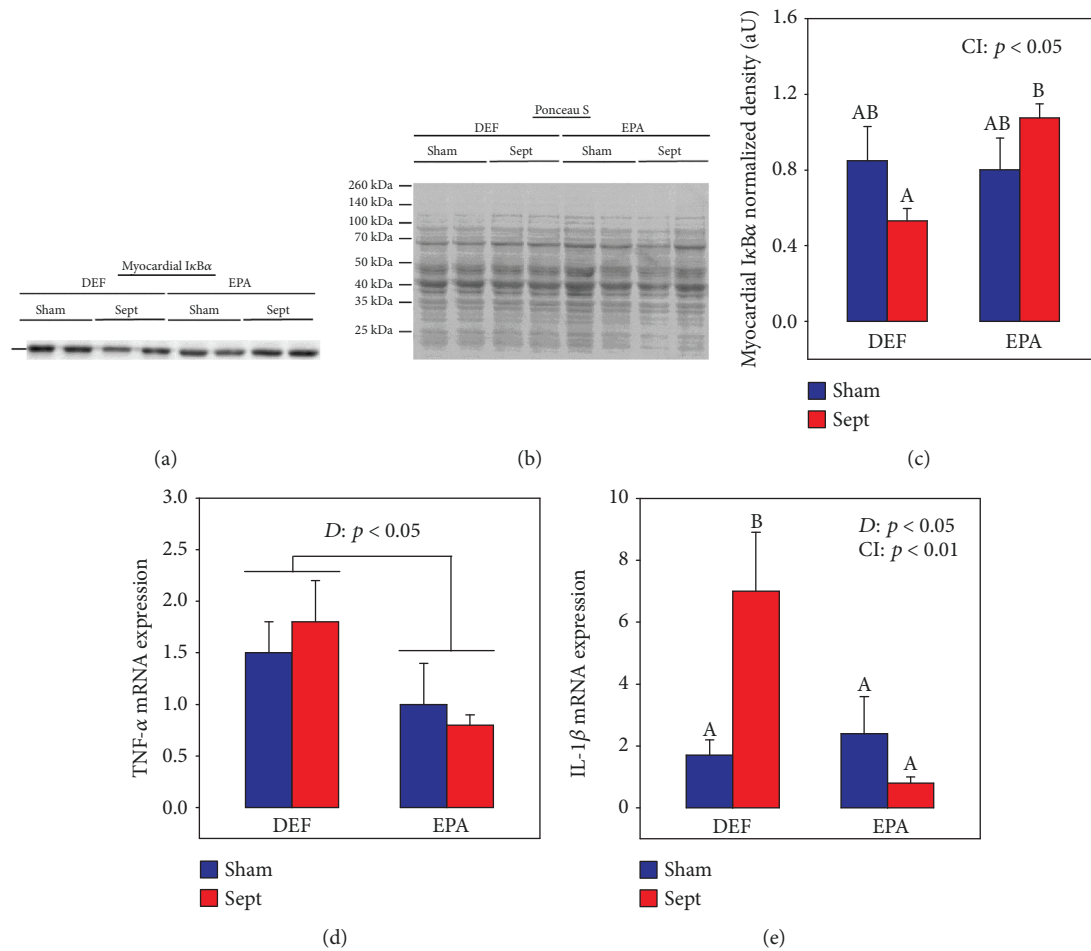 Myocardial IκBα
DEF EPA
Sham Sept Sham Sept
(a)
Ponceau S
DEF EPA
Sham Sept Sham Sept
260 kDa
140 kDa
100 kDa
70 kDa
50 kDa
40 kDa
35 kDa
25 kDa
(b)
Myocardial IκBα normalized density (aU)
1.6
1.2
0.8
0.4
0.0
CI: p < 0.05
AB
A
AB
B
DEF EPA
Sham
Sept
(c)
TNF-α mRNA expression
3.0
2.5
2.0
1.5
1.0
0.5
0.0
D: p < 0.05
DEF EPA
Sham
Sept
(d)
IL-1β mRNA expression
10
8
6
4
2
0
D: p < 0.05
CI: p < 0.01
A
B
A
A
DEF EPA
Sham
Sept
(e)